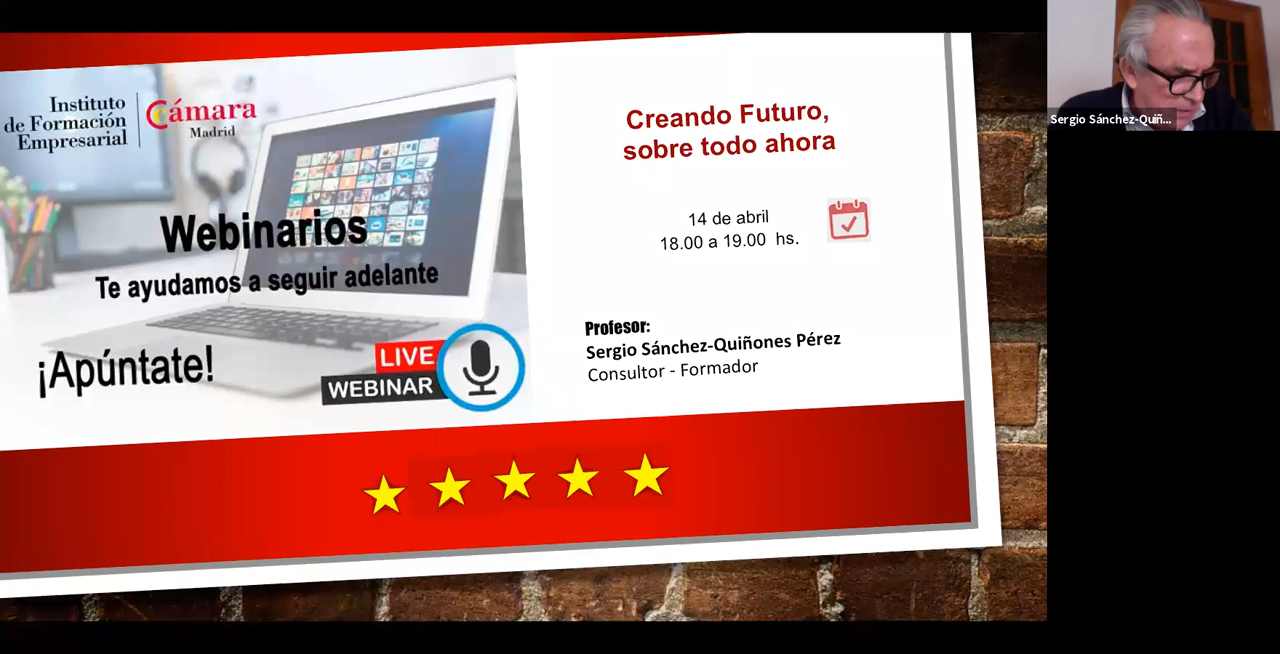 Instituto
de Formación
Empresarial
Cámara
Madrid
Webinarios
Te ayudamos a seguir adelante
¡Apúntate!
LIVE
WEBINAR
Creando Futuro,
sobre todo ahora
14 de abril
18.00 a 19.00 hs.
Profesor:
Sergio Sánchez-Quiñones Pérez
Consultor - Formador
Sergio Sánchez-Quiñ...